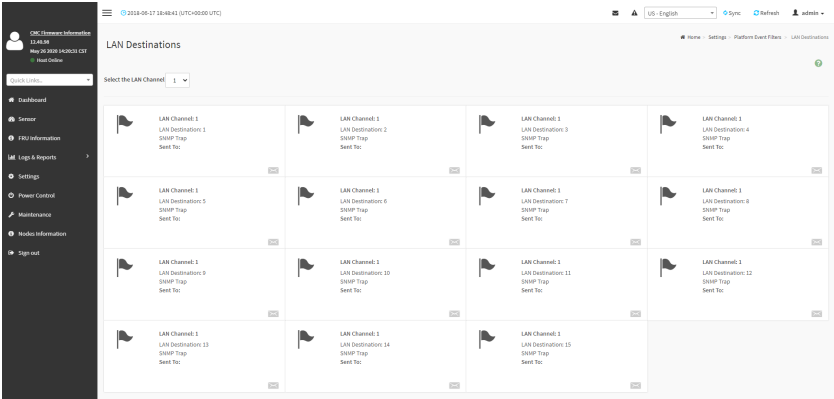 2018-06-17 18:48:41 (UTC+00:00 UTC)
US - English
Sync
Refresh
admin
CMC Firmware Information
12.49.98
May 26 2020 14:20:31 CST
Host Online
Quick Links...
Dashboard
Sensor
FRU Information
Logs & Reports
Settings
Power Control
Maintenance
Nodes Information
Sign out
LAN Destinations
Home > Settings > Platform Event Filters > LAN Destinations
Select the LAN Channel 1
LAN Channel: 1
LAN Destination: 1
SNMP Trap
Sent To:
LAN Channel: 1
LAN Destination: 2
SNMP Trap
Sent To:
LAN Channel: 1
LAN Destination: 3
SNMP Trap
Sent To:
LAN Channel: 1
LAN Destination: 4
SNMP Trap
Sent To:
LAN Channel: 1
LAN Destination: 5
SNMP Trap
Sent To:
LAN Channel: 1
LAN Destination: 6
SNMP Trap
Sent To:
LAN Channel: 1
LAN Destination: 7
SNMP Trap
Sent To:
LAN Channel: 1
LAN Destination: 8
SNMP Trap
Sent To:
LAN Channel: 1
LAN Destination: 9
SNMP Trap
Sent To:
LAN Channel: 1
LAN Destination: 10
SNMP Trap
Sent To:
LAN Channel: 1
LAN Destination: 11
SNMP Trap
Sent To:
LAN Channel: 1
LAN Destination: 12
SNMP Trap
Sent To:
LAN Channel: 1
LAN Destination: 13
SNMP Trap
Sent To:
LAN Channel: 1
LAN Destination: 14
SNMP Trap
Sent To:
LAN Channel: 1
LAN Destination: 15
SNMP Trap
Sent To: